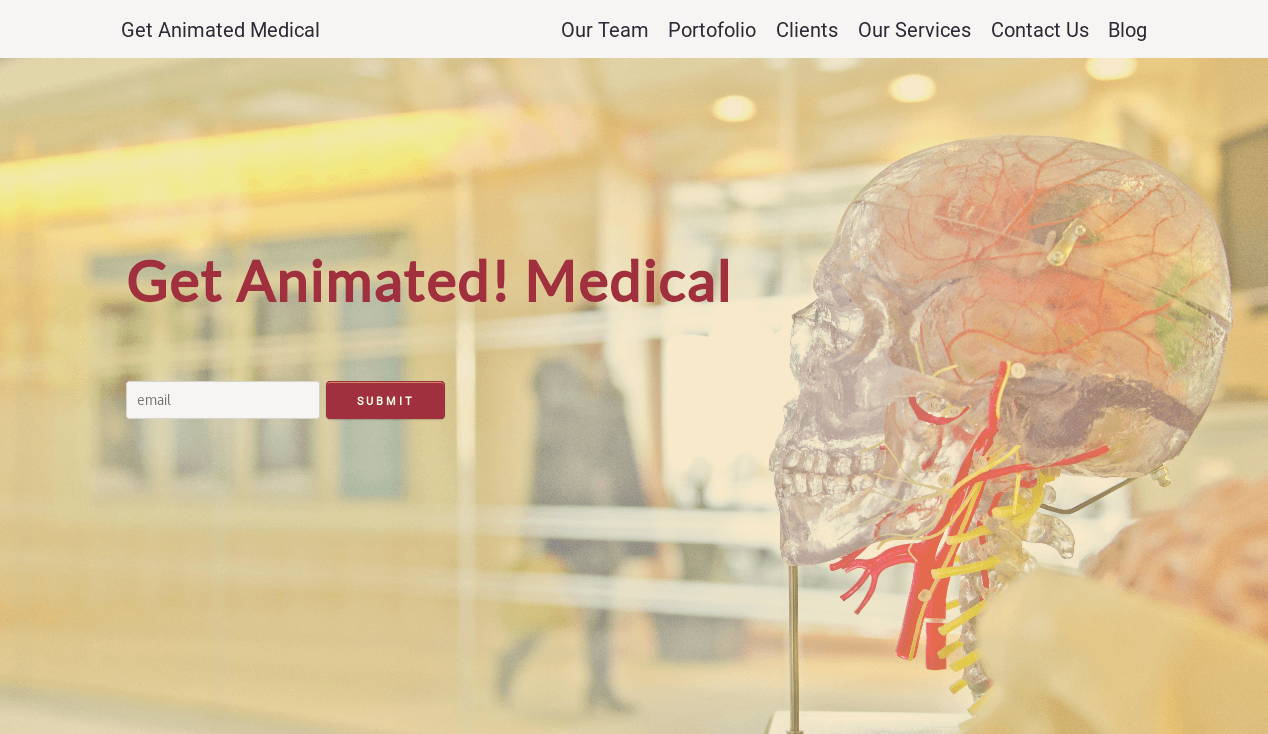 Get Animated Medical Our Team Portofolio Clients Our Services Contact Us Blog
Get Animated! Medical
email SUBMIT